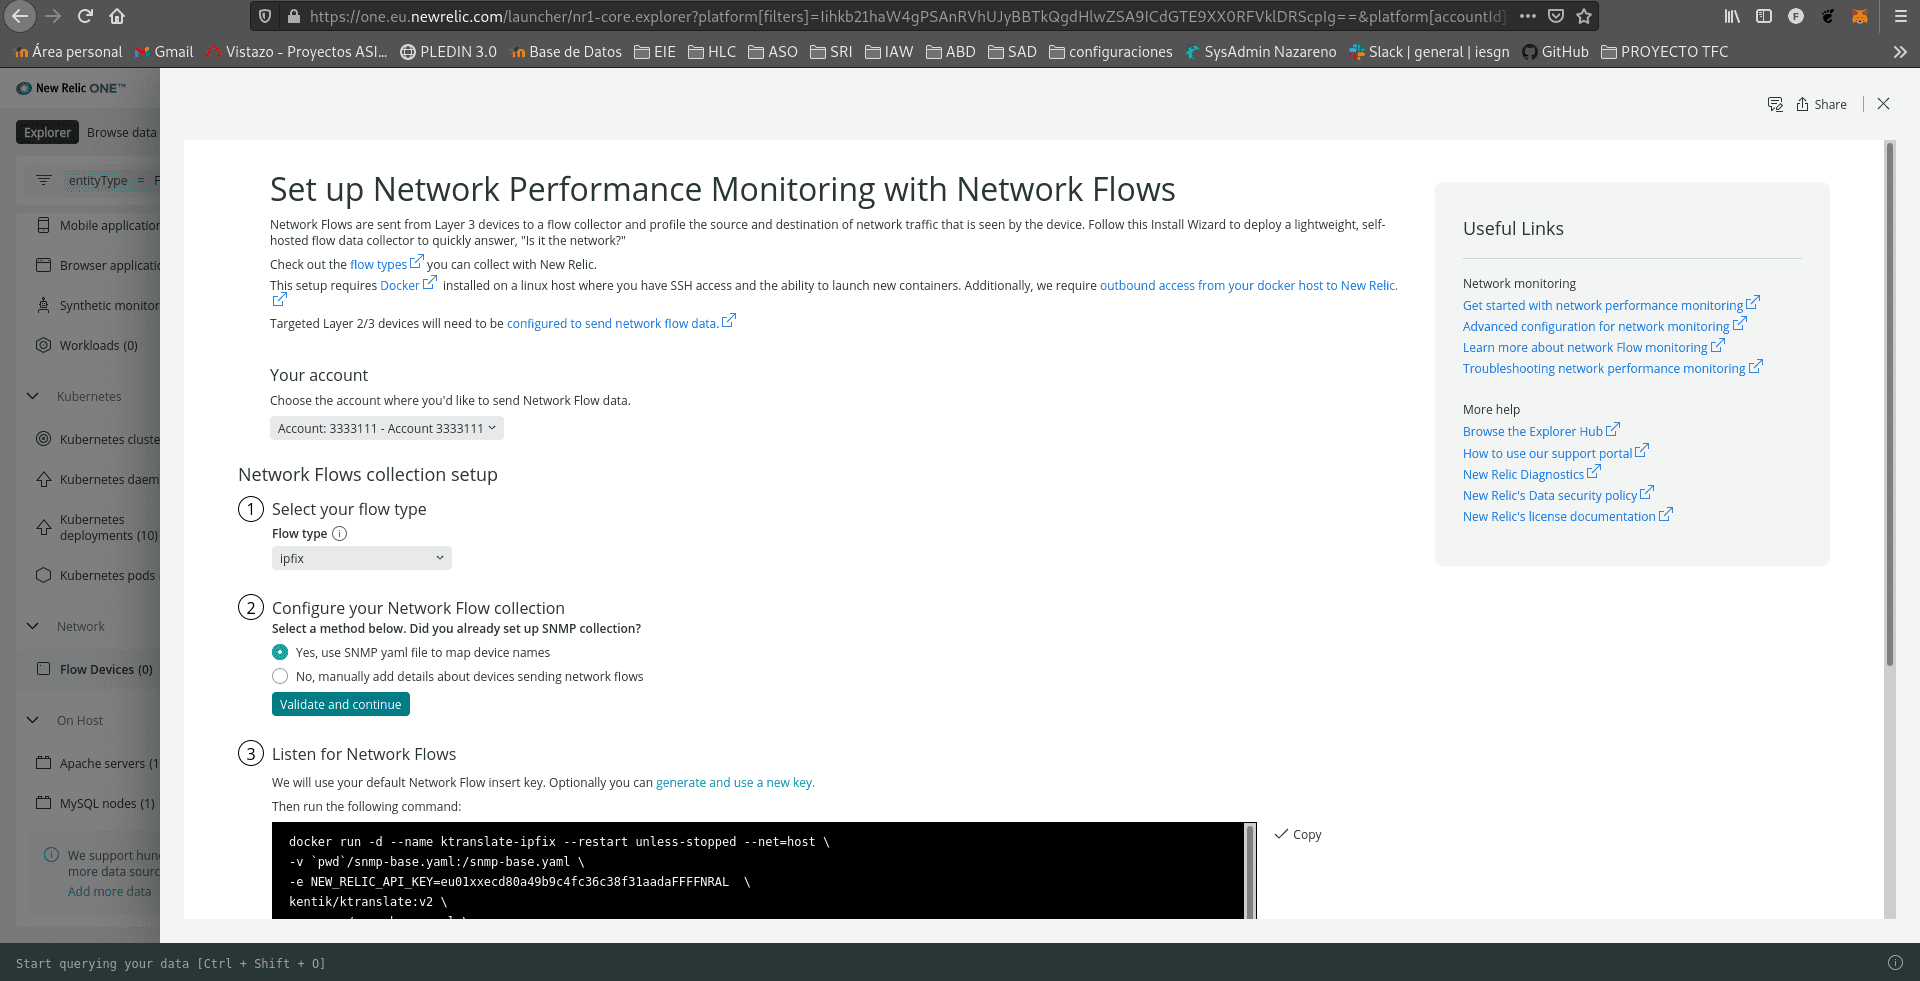 https://one.eu.newrelic.com/launcher/nr1-core.explorer?platform[filters]=Iihkb21haW4gPSAnRVhUJyBBTkQgdHlwZSA9ICdGTE9XX0RFVklDRScpIg==&platform[accountId]
Área personal
Gmail
Vistazo - Proyectos ASI...
PLEDIN 3.0
Base de Datos
EIE
HLC
ASO
SRI
IAW
ABD
SAD
configuraciones
SysAdmin Nazareno
Slack | general | iesgn
GitHub
PROYECTO TFC
New Relic ONE™
Share
Explorer
Browse data
entityType = F
Mobile application
Browser applicatio
Synthetic monitor
Workloads (0)
Kubernetes
Kubernetes cluste
Kubernetes daem
Kubernetes
deployments (10)
Kubernetes pods
Network
Flow Devices (0)
On Host
Apache servers (1
MySQL nodes (1)
We support hun
more data sourc
Add more data
Set up Network Performance Monitoring with Network Flows
Network Flows are sent from Layer 3 devices to a flow collector and profile the source and destination of network traffic that is seen by the device. Follow this Install Wizard to deploy a lightweight, self-
hosted flow data collector to quickly answer, "Is it the network?"
Check out the flow types you can collect with New Relic.
This setup requires Docker installed on a linux host where you have SSH access and the ability to launch new containers. Additionally, we require outbound access from your docker host to New Relic.
Targeted Layer 2/3 devices will need to be configured to send network flow data.
Your account
Choose the account where you'd like to send Network Flow data.
Account: 3333111 - Account 3333111
Network Flows collection setup
1 Select your flow type
Flow type
ipfix
2 Configure your Network Flow collection
Select a method below. Did you already set up SNMP collection?
Yes, use SNMP yaml file to map device names
No, manually add details about devices sending network flows
Validate and continue
3 Listen for Network Flows
We will use your default Network Flow insert key. Optionally you can generate and use a new key.
Then run the following command:
docker run -d --name ktranslate-ipfix --restart unless-stopped --net=host \
-v `pwd`/snmp-base.yaml:/snmp-base.yaml \
-e NEW_RELIC_API_KEY=eu01xxecd80a49b9c4fc36c38f31aadaFFFFNRAL \
kentik/ktranslate:v2 \
Copy
Useful Links
Network monitoring
Get started with network performance monitoring
Advanced configuration for network monitoring
Learn more about network Flow monitoring
Troubleshooting network performance monitoring
More help
Browse the Explorer Hub
How to use our support portal
New Relic Diagnostics
New Relic's Data security policy
New Relic's license documentation
Start querying your data [Ctrl + Shift + O]